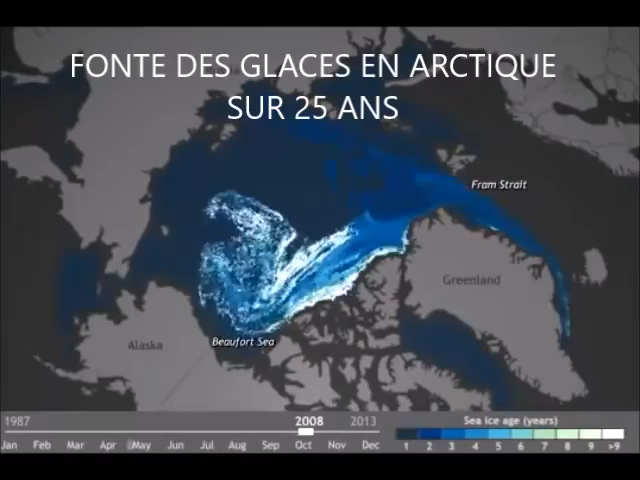 FONTE DES GLACES EN ARCTIQUE
SUR 25 ANS
Fram Strait
Greenland
Alaska
Beaufort Sea
1987 2008 2013
Jan Feb Mar Apr May Jun Jul Aug Sep Oct Nov Dec
Sea ice age (years)
1 2 3 4 5 6 7 8 9 >9